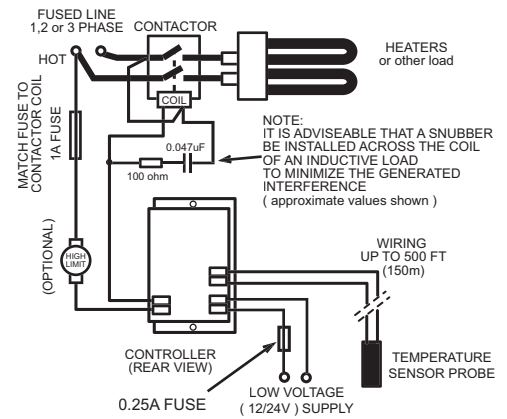 FUSED LINE
1,2 or 3 PHASE
CONTACTOR
HOT
HEATERS
or other load
COIL
MATCH FUSE TO
CONTACTOR COIL
1A FUSE
0.047uF
100 ohm
NOTE:
IT IS ADVISEABLE THAT A SNUBBER
BE INSTALLED ACROSS THE COIL
OF AN INDUCTIVE LOAD
TO MINIMIZE THE GENERATED
INTERFERENCE
( approximate values shown )
(OPTIONAL)
HIGH
LIMIT
WIRING
UP TO 500 FT
(150m)
CONTROLLER
(REAR VIEW)
0.25A FUSE
LOW VOLTAGE
( 12/24V ) SUPPLY
TEMPERATURE
SENSOR PROBE